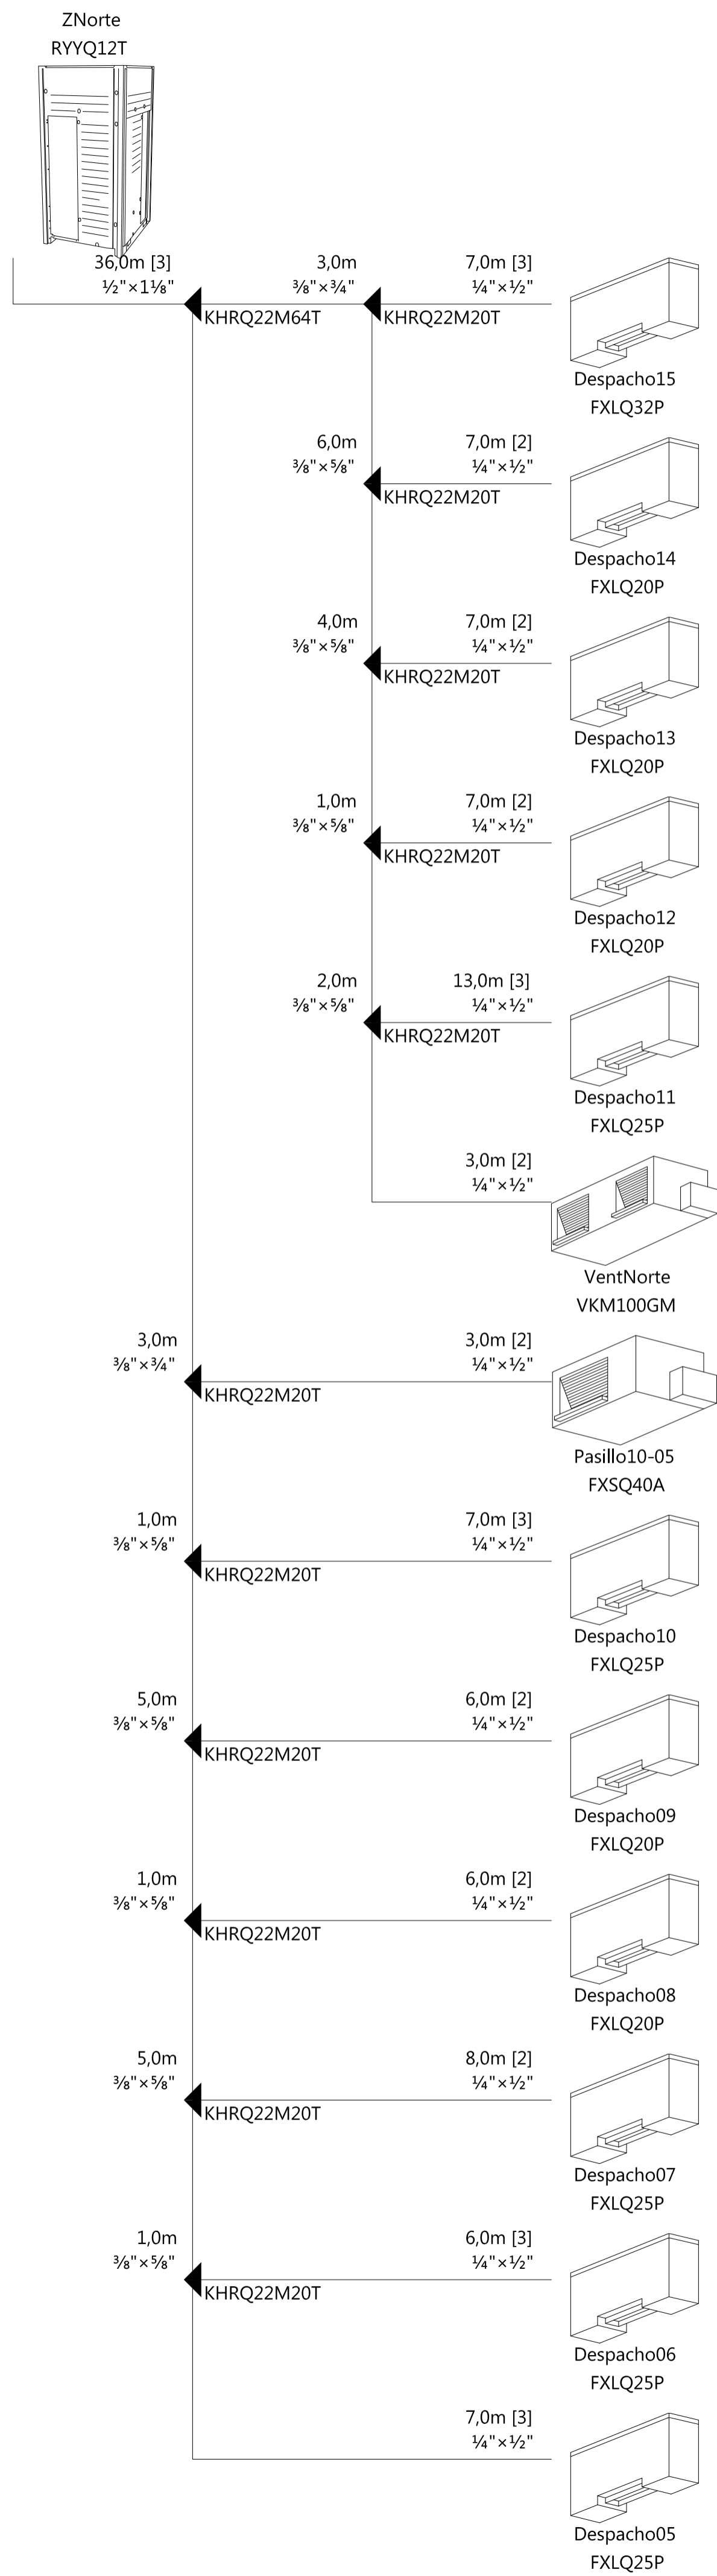 ZNorte
RYYQ12T
36,0m [3]
½"×1⅛"
KHRQ22M64T
3,0m
⅜"×¾"
KHRQ22M20T
7,0m [3]
¼"×½"
Despacho15
FXLQ32P
6,0m
⅜"×⅝"
KHRQ22M20T
7,0m [2]
¼"×½"
Despacho14
FXLQ20P
4,0m
⅜"×⅝"
KHRQ22M20T
7,0m [2]
¼"×½"
Despacho13
FXLQ20P
1,0m
⅜"×⅝"
KHRQ22M20T
7,0m [2]
¼"×½"
Despacho12
FXLQ20P
2,0m
⅜"×⅝"
KHRQ22M20T
13,0m [3]
¼"×½"
Despacho11
FXLQ25P
3,0m [2]
¼"×½"
VentNorte
VKM100GM
3,0m
⅜"×¾"
KHRQ22M20T
3,0m [2]
¼"×½"
Pasillo10-05
FXSQ40A
1,0m
⅜"×⅝"
KHRQ22M20T
7,0m [3]
¼"×½"
Despacho10
FXLQ25P
5,0m
⅜"×⅝"
KHRQ22M20T
6,0m [2]
¼"×½"
Despacho09
FXLQ20P
1,0m
⅜"×⅝"
KHRQ22M20T
6,0m [2]
¼"×½"
Despacho08
FXLQ20P
5,0m
⅜"×⅝"
KHRQ22M20T
8,0m [2]
¼"×½"
Despacho07
FXLQ25P
1,0m
⅜"×⅝"
KHRQ22M20T
6,0m [3]
¼"×½"
Despacho06
FXLQ25P
7,0m [3]
¼"×½"
Despacho05
FXLQ25P